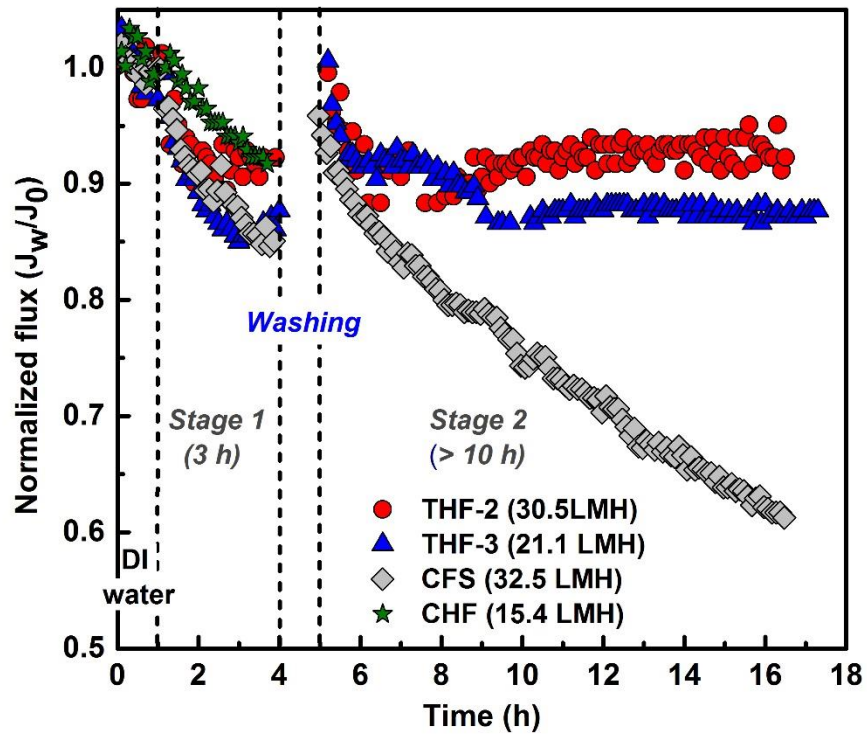 Normalized flux (Jw/J0)
1.0
0.9
0.8
0.7
0.6
0.5
Washing
Stage 1
(3 h)
Stage 2
(> 10 h)
DI
water
THF-2 (30.5LMH)
THF-3 (21.1 LMH)
CFS (32.5 LMH)
CHF (15.4 LMH)
0 2 4 6 8 10 12 14 16 18
Time (h)